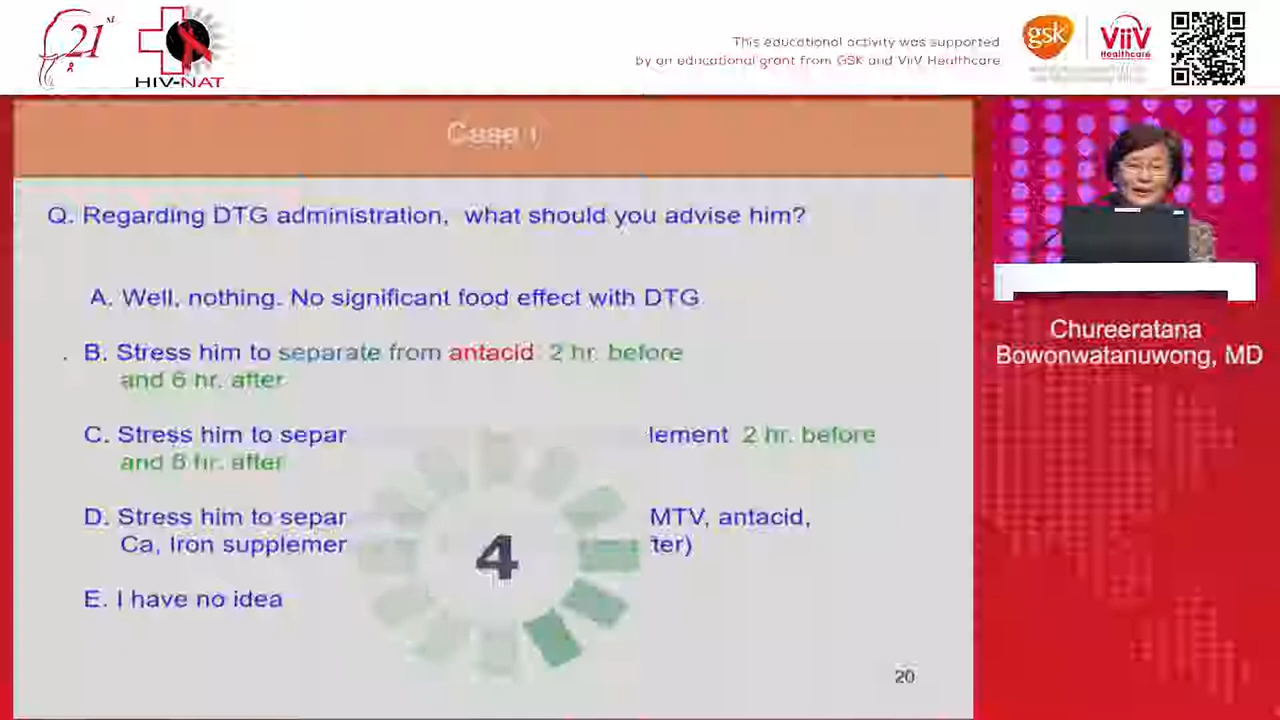 21st
HIV-NAT
This educational activity was supported
by an educational grant from GSK and ViiV Healthcare
gsk
ViiV
Healthcare
Case 1
Q. Regarding DTG administration, what should you advise him?
A. Well, nothing. No significant food effect with DTG
B. Stress him to separate from antacid 2 hr. before
and 6 hr. after
C. Stress him to separ lement 2 hr. before
and 6 hr. after
D. Stress him to separ MTV, antacid,
Ca, Iron supplemer ter)
E. I have no idea
4
20
Chureeratana
Bowonwatanuwong, MD